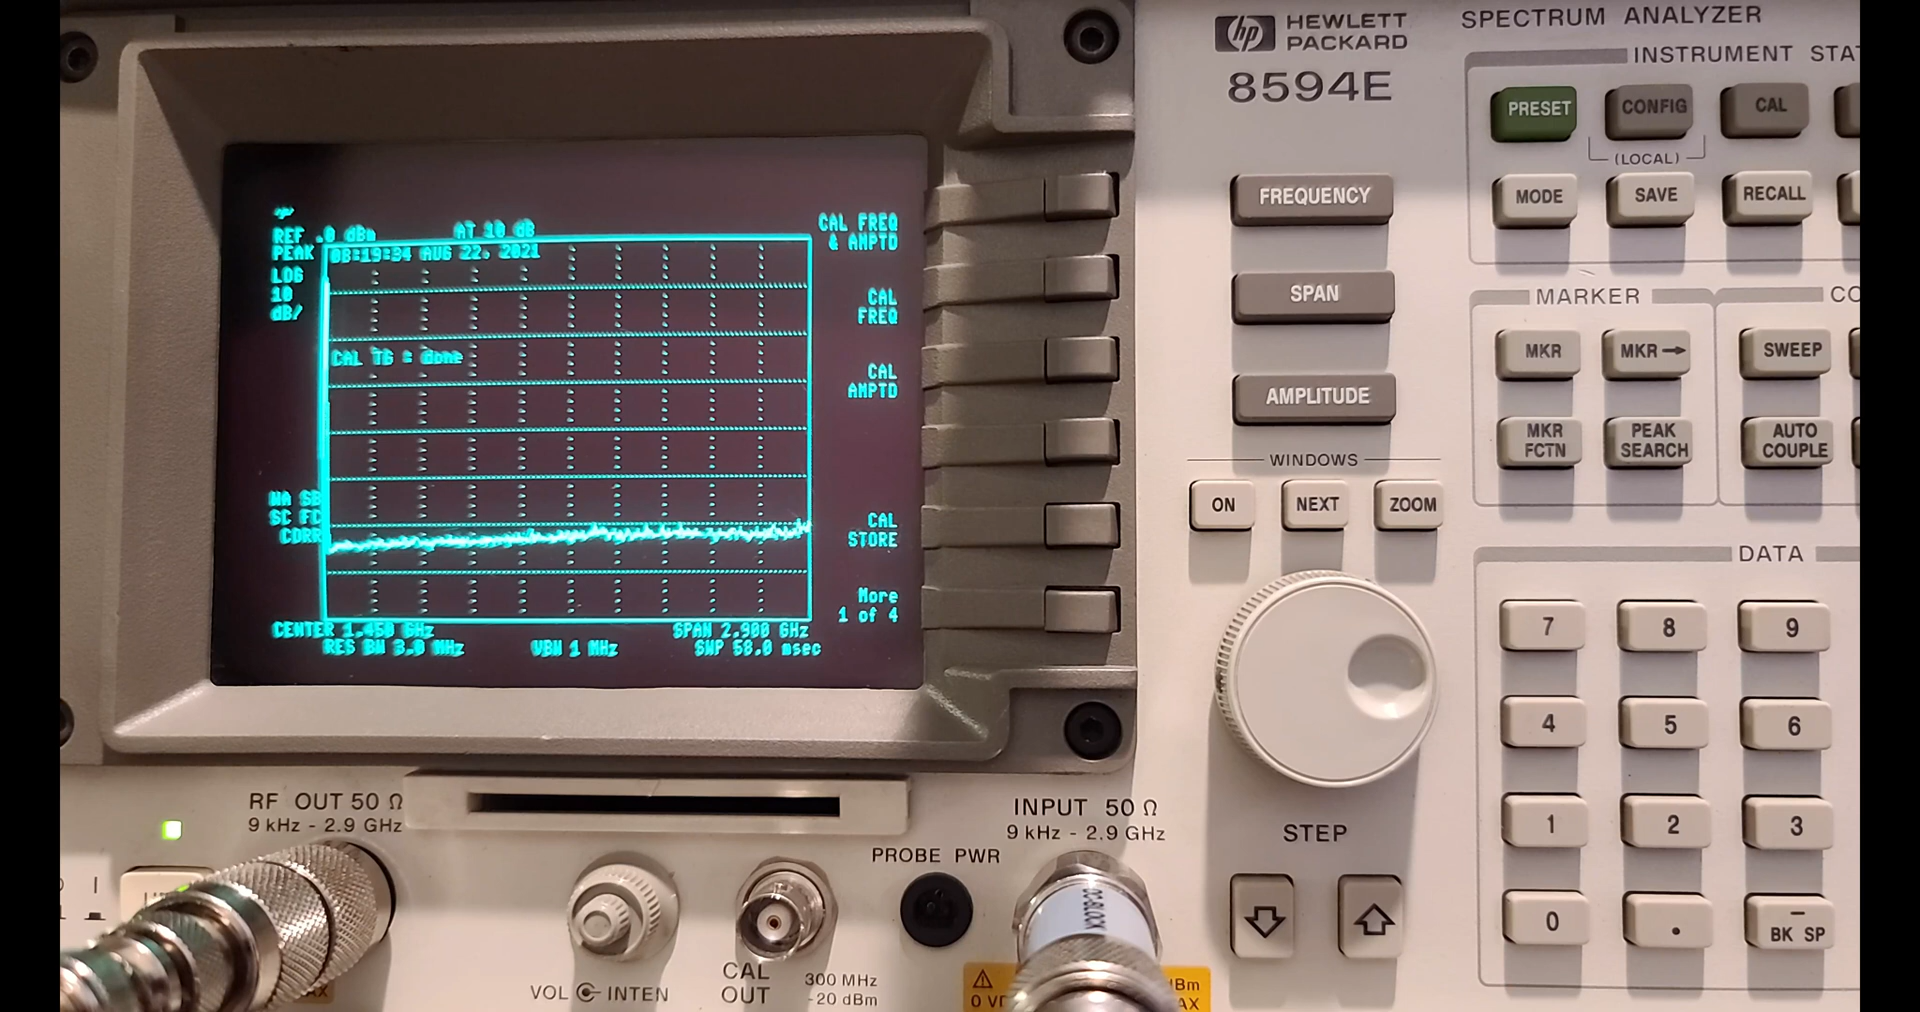 hp HEWLETT
PACKARD
8594E
SPECTRUM ANALYZER
INSTRUMENT STA
PRESET
CONFIG
CAL
(LOCAL)
MODE
SAVE
RECALL
FREQUENCY
SPAN
AMPLITUDE
MARKER
CO
MKR
MKR→
SWEEP
MKR
FCTN
PEAK
SEARCH
AUTO
COUPLE
WINDOWS
ON
NEXT
ZOOM
DATA
7
8
9
4
5
6
1
2
3
0
.
–
BK SP
STEP
REF .0 dBm
AT 10 dB
PEAK
08:19:34 AUG 22, 2021
LOG
10
dB/
CAL TG : done
WA SB
SC FC
CORR
CENTER 1.450 GHz
SPAN 2.900 GHz
RES BW 3.0 MHz
VBW 1 MHz
SWP 58.0 msec
CAL FREQ
& AMPTD
CAL
FREQ
CAL
AMPTD
CAL
STORE
More
1 of 4
RF OUT 50 Ω
9 kHz - 2.9 GHz
INPUT 50 Ω
9 kHz - 2.9 GHz
PROBE PWR
DC-BLOCK
VOL
INTEN
CAL
OUT
300 MHz
-20 dBm
0 V
Bm
AX
AX